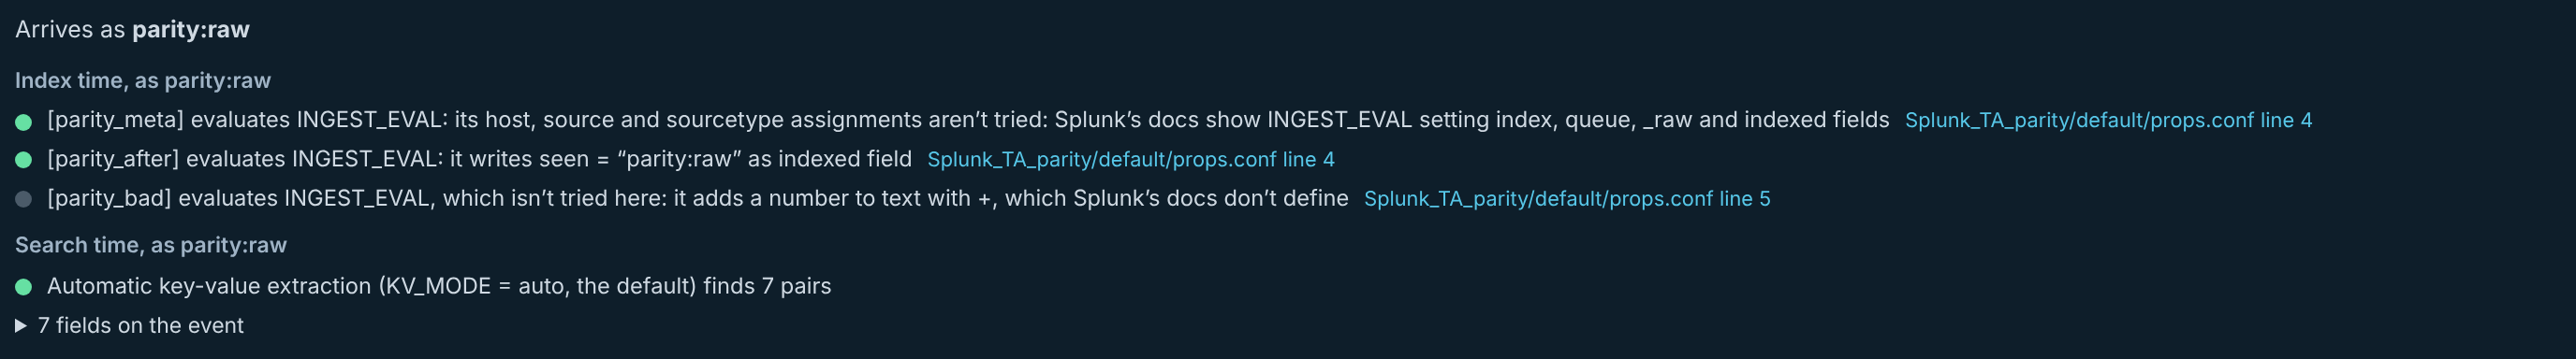 Arrives as parity:raw
Index time, as parity:raw
[parity_meta] evaluates INGEST_EVAL: its host, source and sourcetype assignments aren’t tried: Splunk’s docs show INGEST_EVAL setting index, queue, _raw and indexed fields Splunk_TA_parity/default/props.conf line 4
[parity_after] evaluates INGEST_EVAL: it writes seen = “parity:raw” as indexed field Splunk_TA_parity/default/props.conf line 4
[parity_bad] evaluates INGEST_EVAL, which isn’t tried here: it adds a number to text with +, which Splunk’s docs don’t define Splunk_TA_parity/default/props.conf line 5
Search time, as parity:raw
Automatic key-value extraction (KV_MODE = auto, the default) finds 7 pairs
7 fields on the event